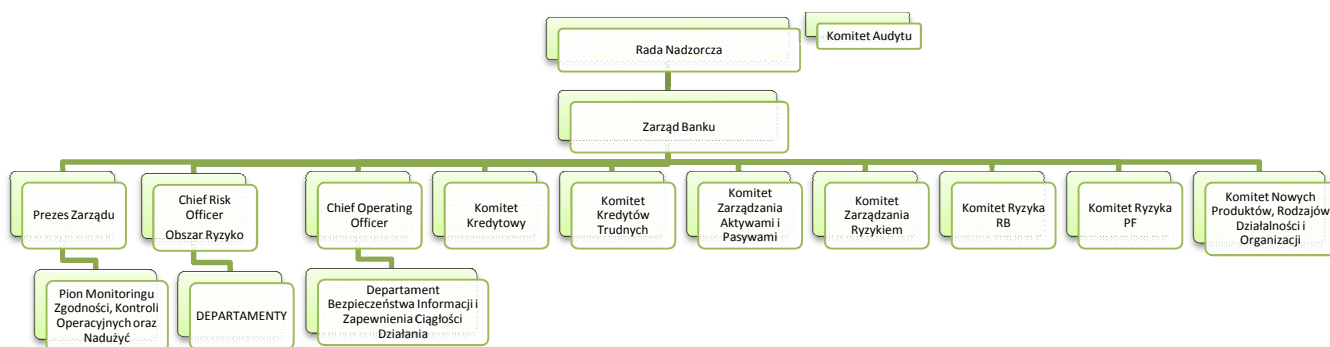 Rada Nadzorcza
Komitet Audytu
Zarząd Banku
Prezes Zarządu
Chief Risk
Officer
Obszar Ryzyko
Chief Operating
Officer
Komitet
Kredytowy
Komitet
Kredytów
Trudnych
Komitet
Zarządzania
Aktywami i
Pasywami
Komitet
Zarządzania
Ryzykiem
Komitet Ryzyka
RB
Komitet Ryzyka
PF
Komitet Nowych
Produktów, Rodzajów
Działalności i
Organizacji
Pion Monitoringu
Zgodności, Kontroli
Operacyjnych oraz
Nadużyć
DEPARTAMENTY
Departament
Bezpieczeństwa Informacji i
Zapewnienia Ciągłości
Działania